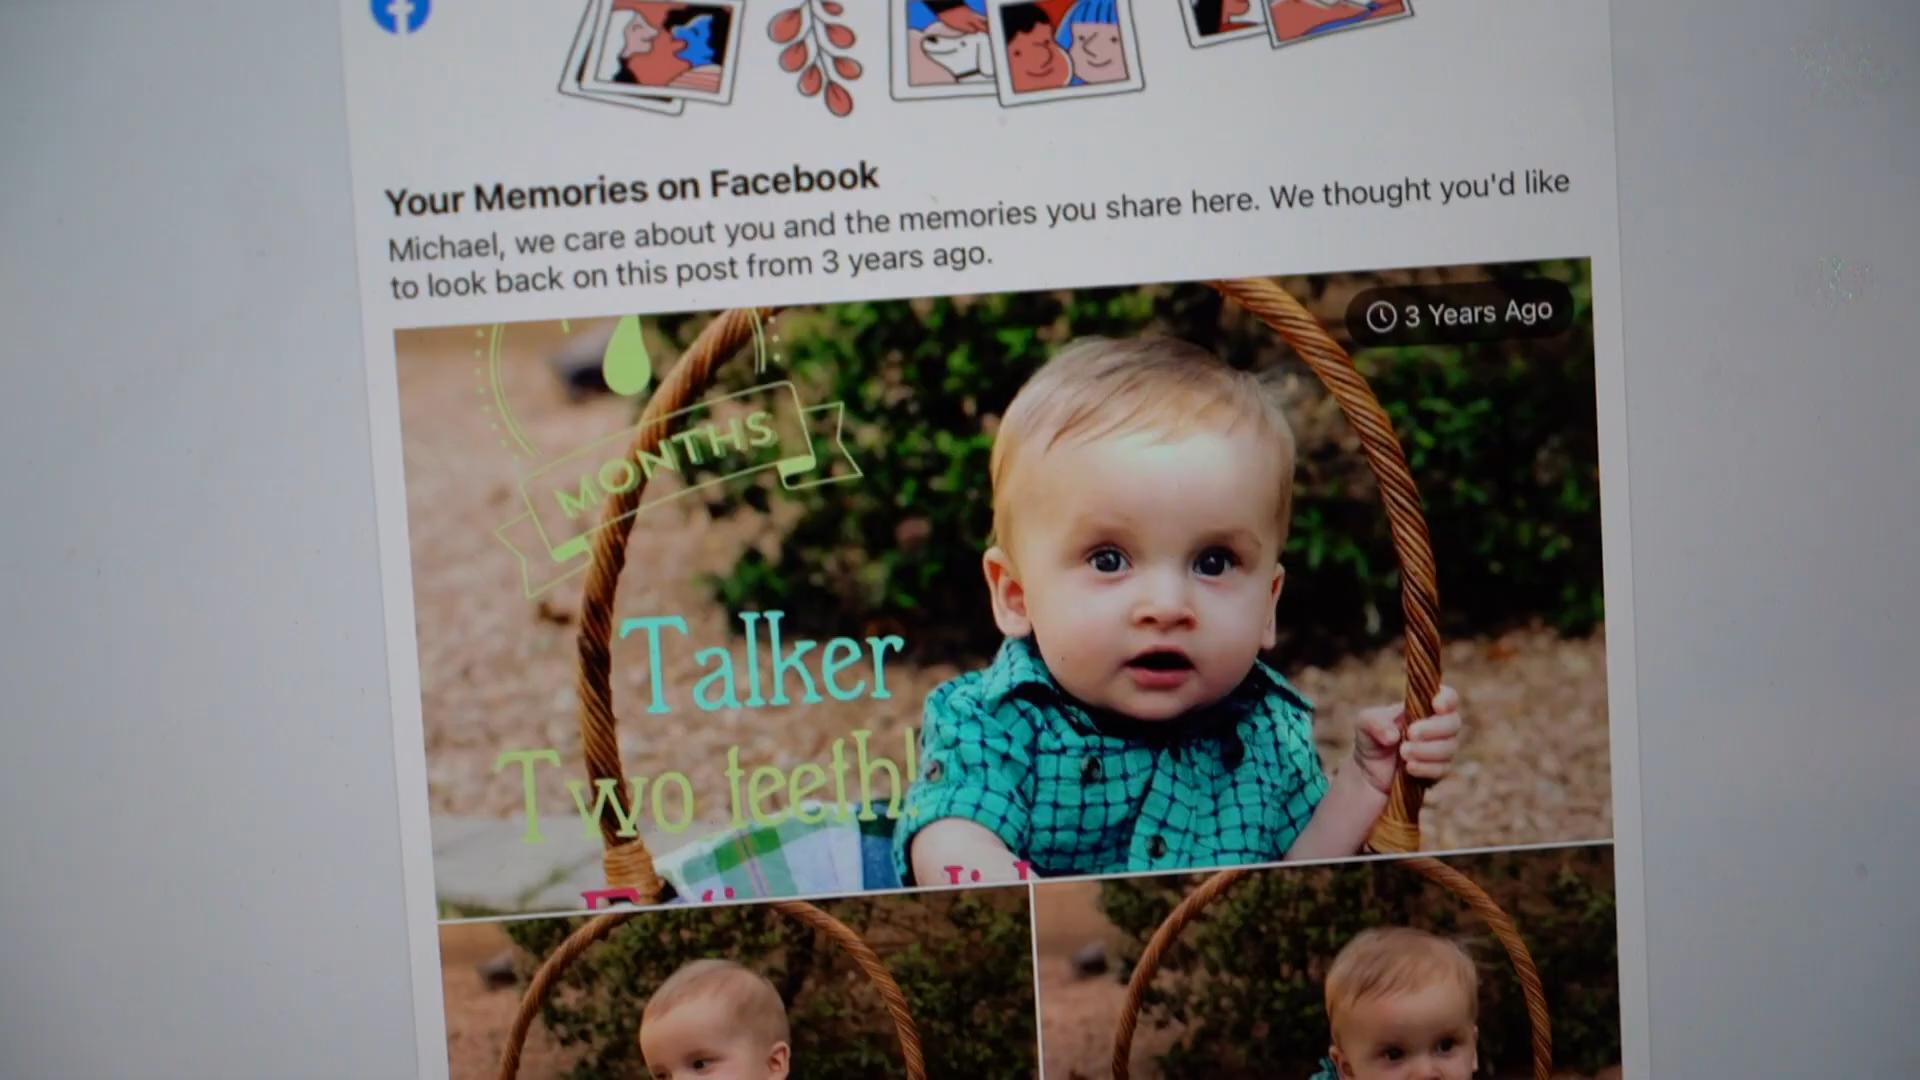 Your Memories on Facebook
Michael, we care about you and the memories you share here. We thought you'd like
to look back on this post from 3 years ago.
3 Years Ago
MONTHS
Talker
Two teeth!